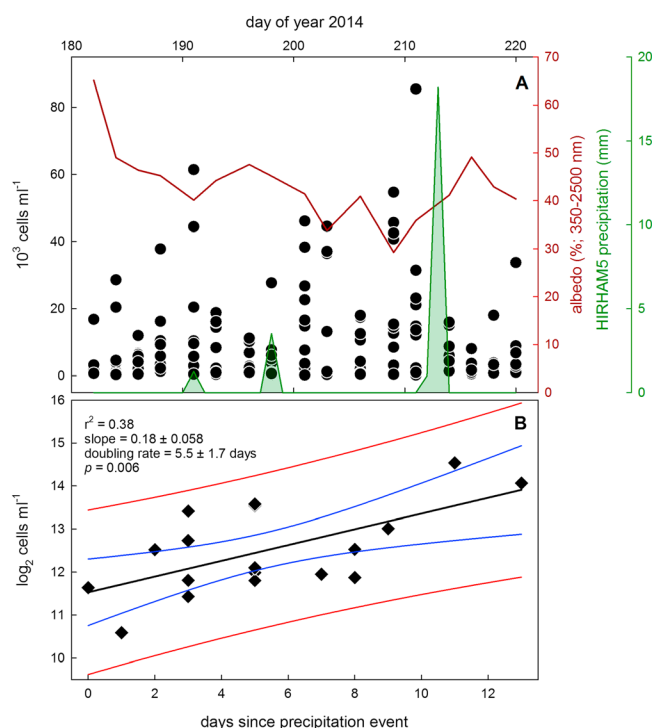 day of year 2014
180 190 200 210 220
A
80
60
40
20
0
10³ cells ml⁻¹
70
60
50
40
30
20
10
0
albedo (%; 350-2500 nm)
20
15
10
5
0
HIRHAM5 precipitation (mm)
B
r² = 0.38
slope = 0.18 ± 0.058
doubling rate = 5.5 ± 1.7 days
p = 0.006
16
15
14
13
12
11
10
log₂ cells ml⁻¹
0 2 4 6 8 10 12
days since precipitation event